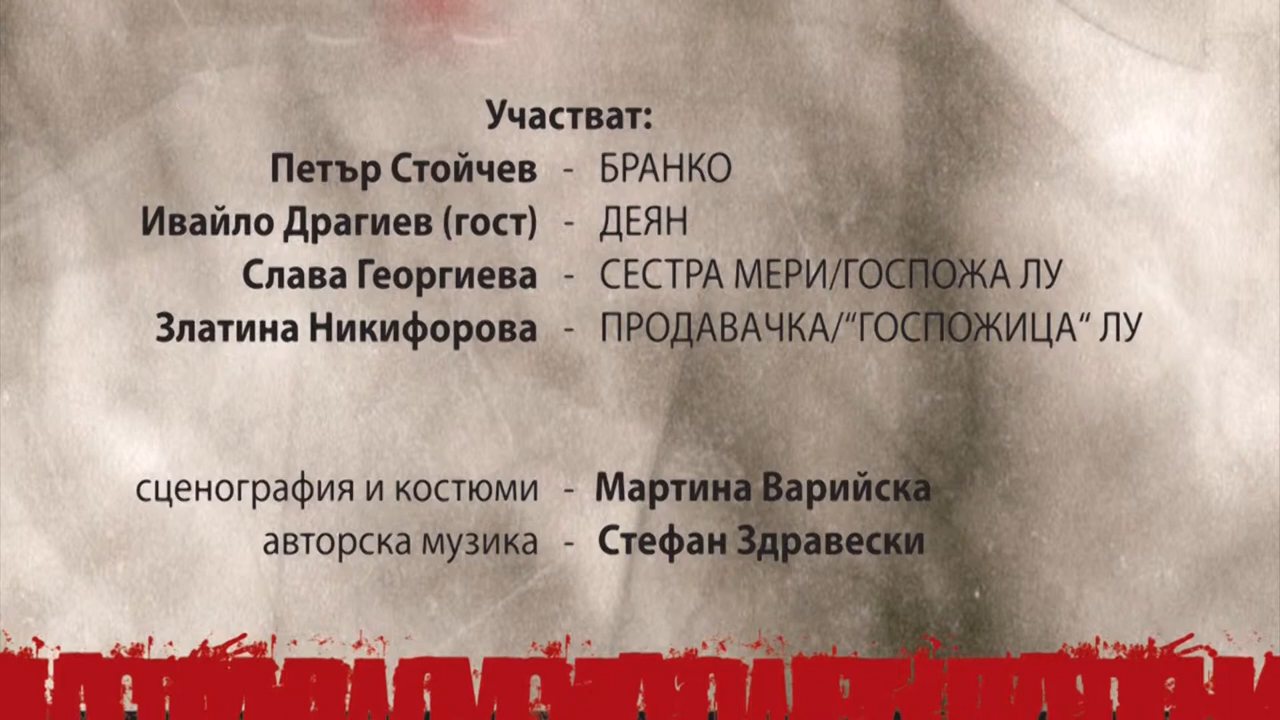 Участват:
Петър Стойчев - БРАНКО
Ивайло Драгиев (гост) - ДЕЯН
Слава Георгиева - СЕСТРА МЕРИ/ГОСПОЖА ЛУ
Златина Никифорова - ПРОДАВАЧКА/“ГОСПОЖИЦА“ ЛУ
сценография и костюми - Мартина Варийска
авторска музика - Стефан Здравески